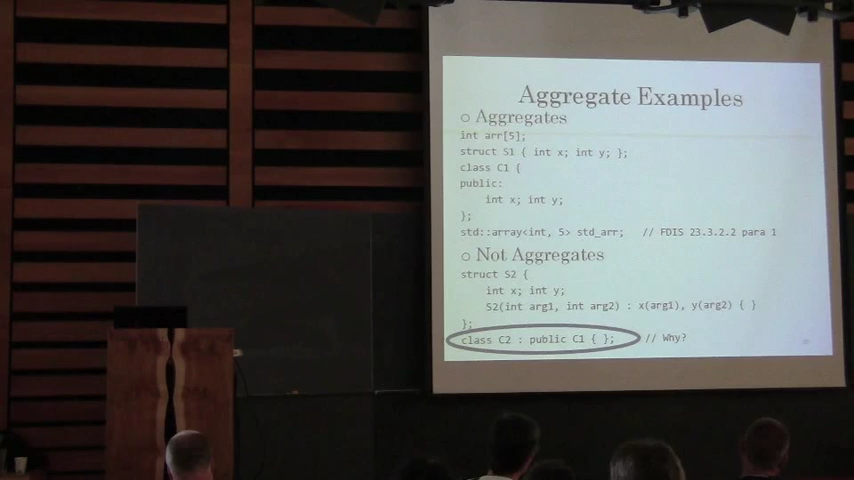 Aggregate Examples
Aggregates
int arr[5];
struct S1 { int x; int y; };
class C1 {
public:
int x; int y;
};
std::array<int, 5> std_arr; // FDIS 23.3.2.2 para 1
Not Aggregates
struct S2 {
int x; int y;
S2(int arg1, int arg2) : x(arg1), y(arg2) { }
};
class C2 : public C1 { }; // Why?